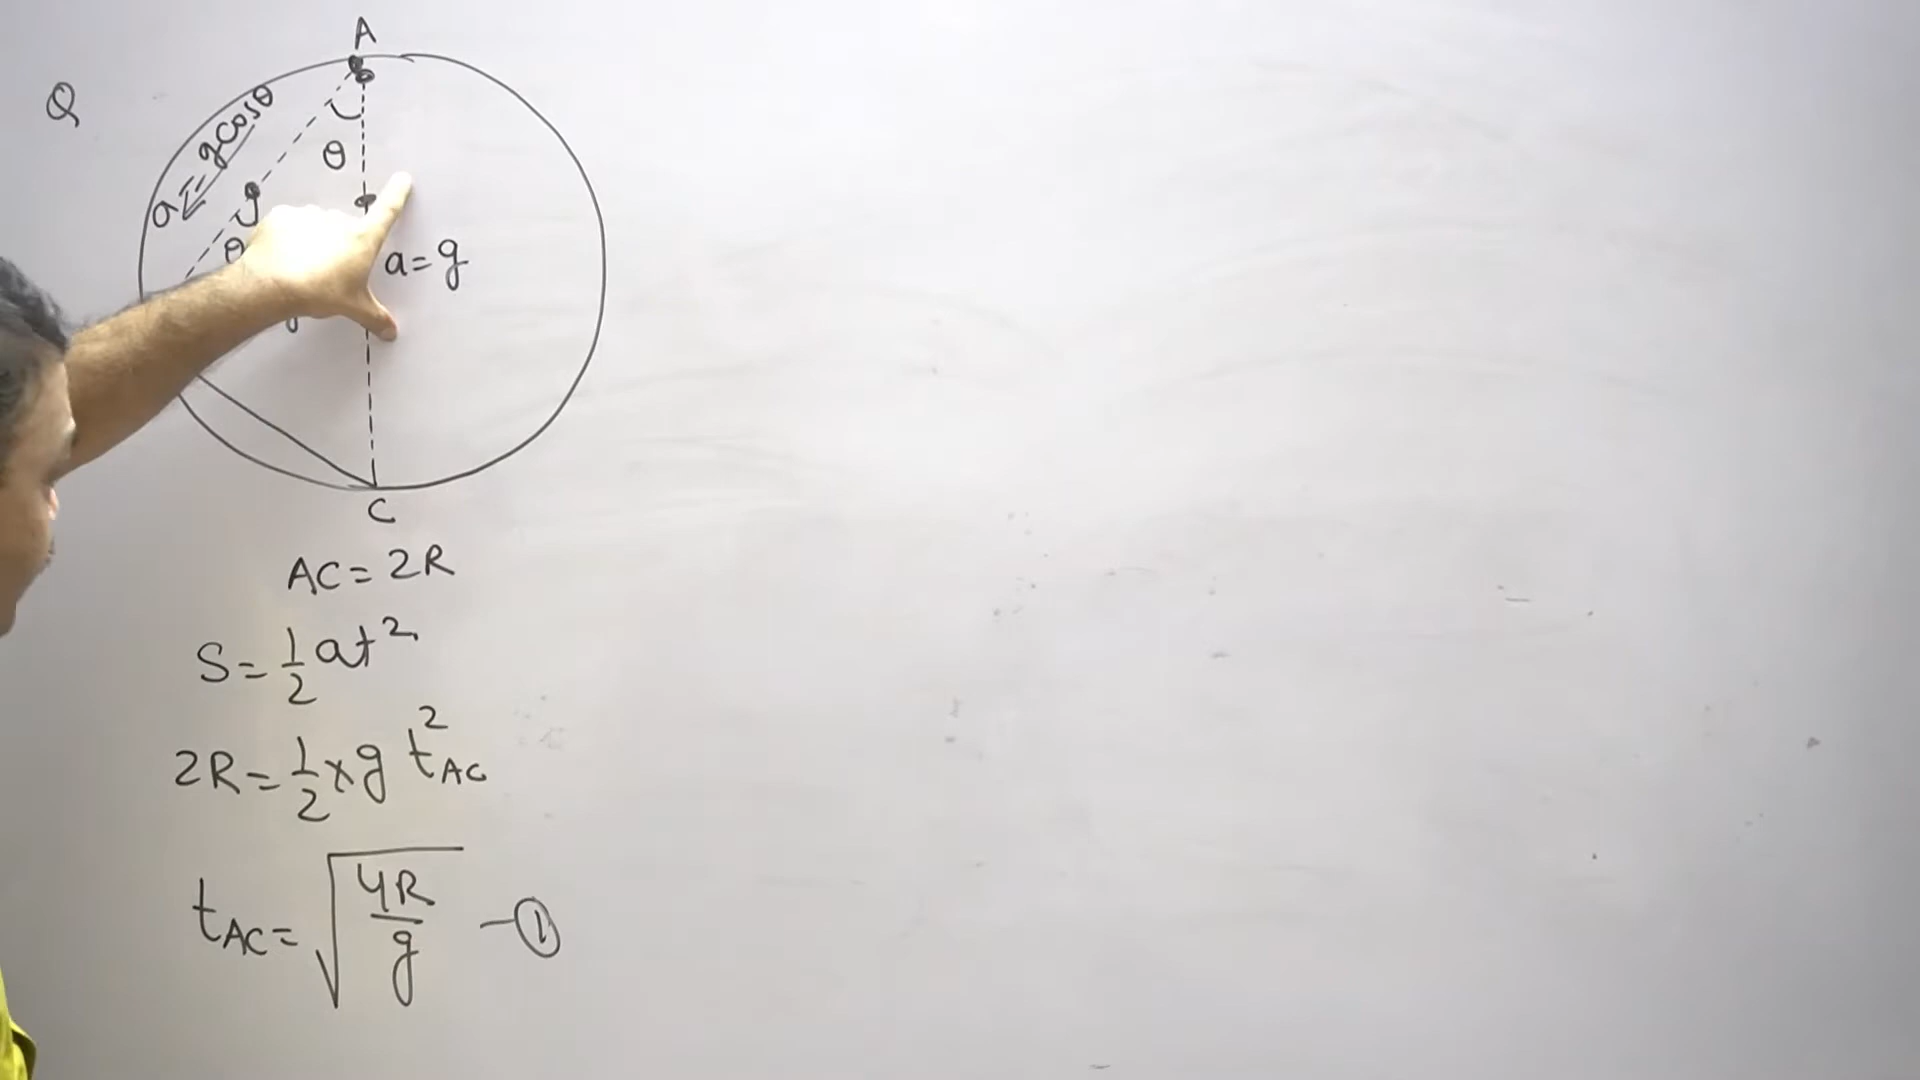 A
Q
a = g cosθ
θ
θ
a = g
C
AC = 2R
S = 1/2 at²
2R = 1/2 × g t²AC
tAC = √(4R/g) — ①